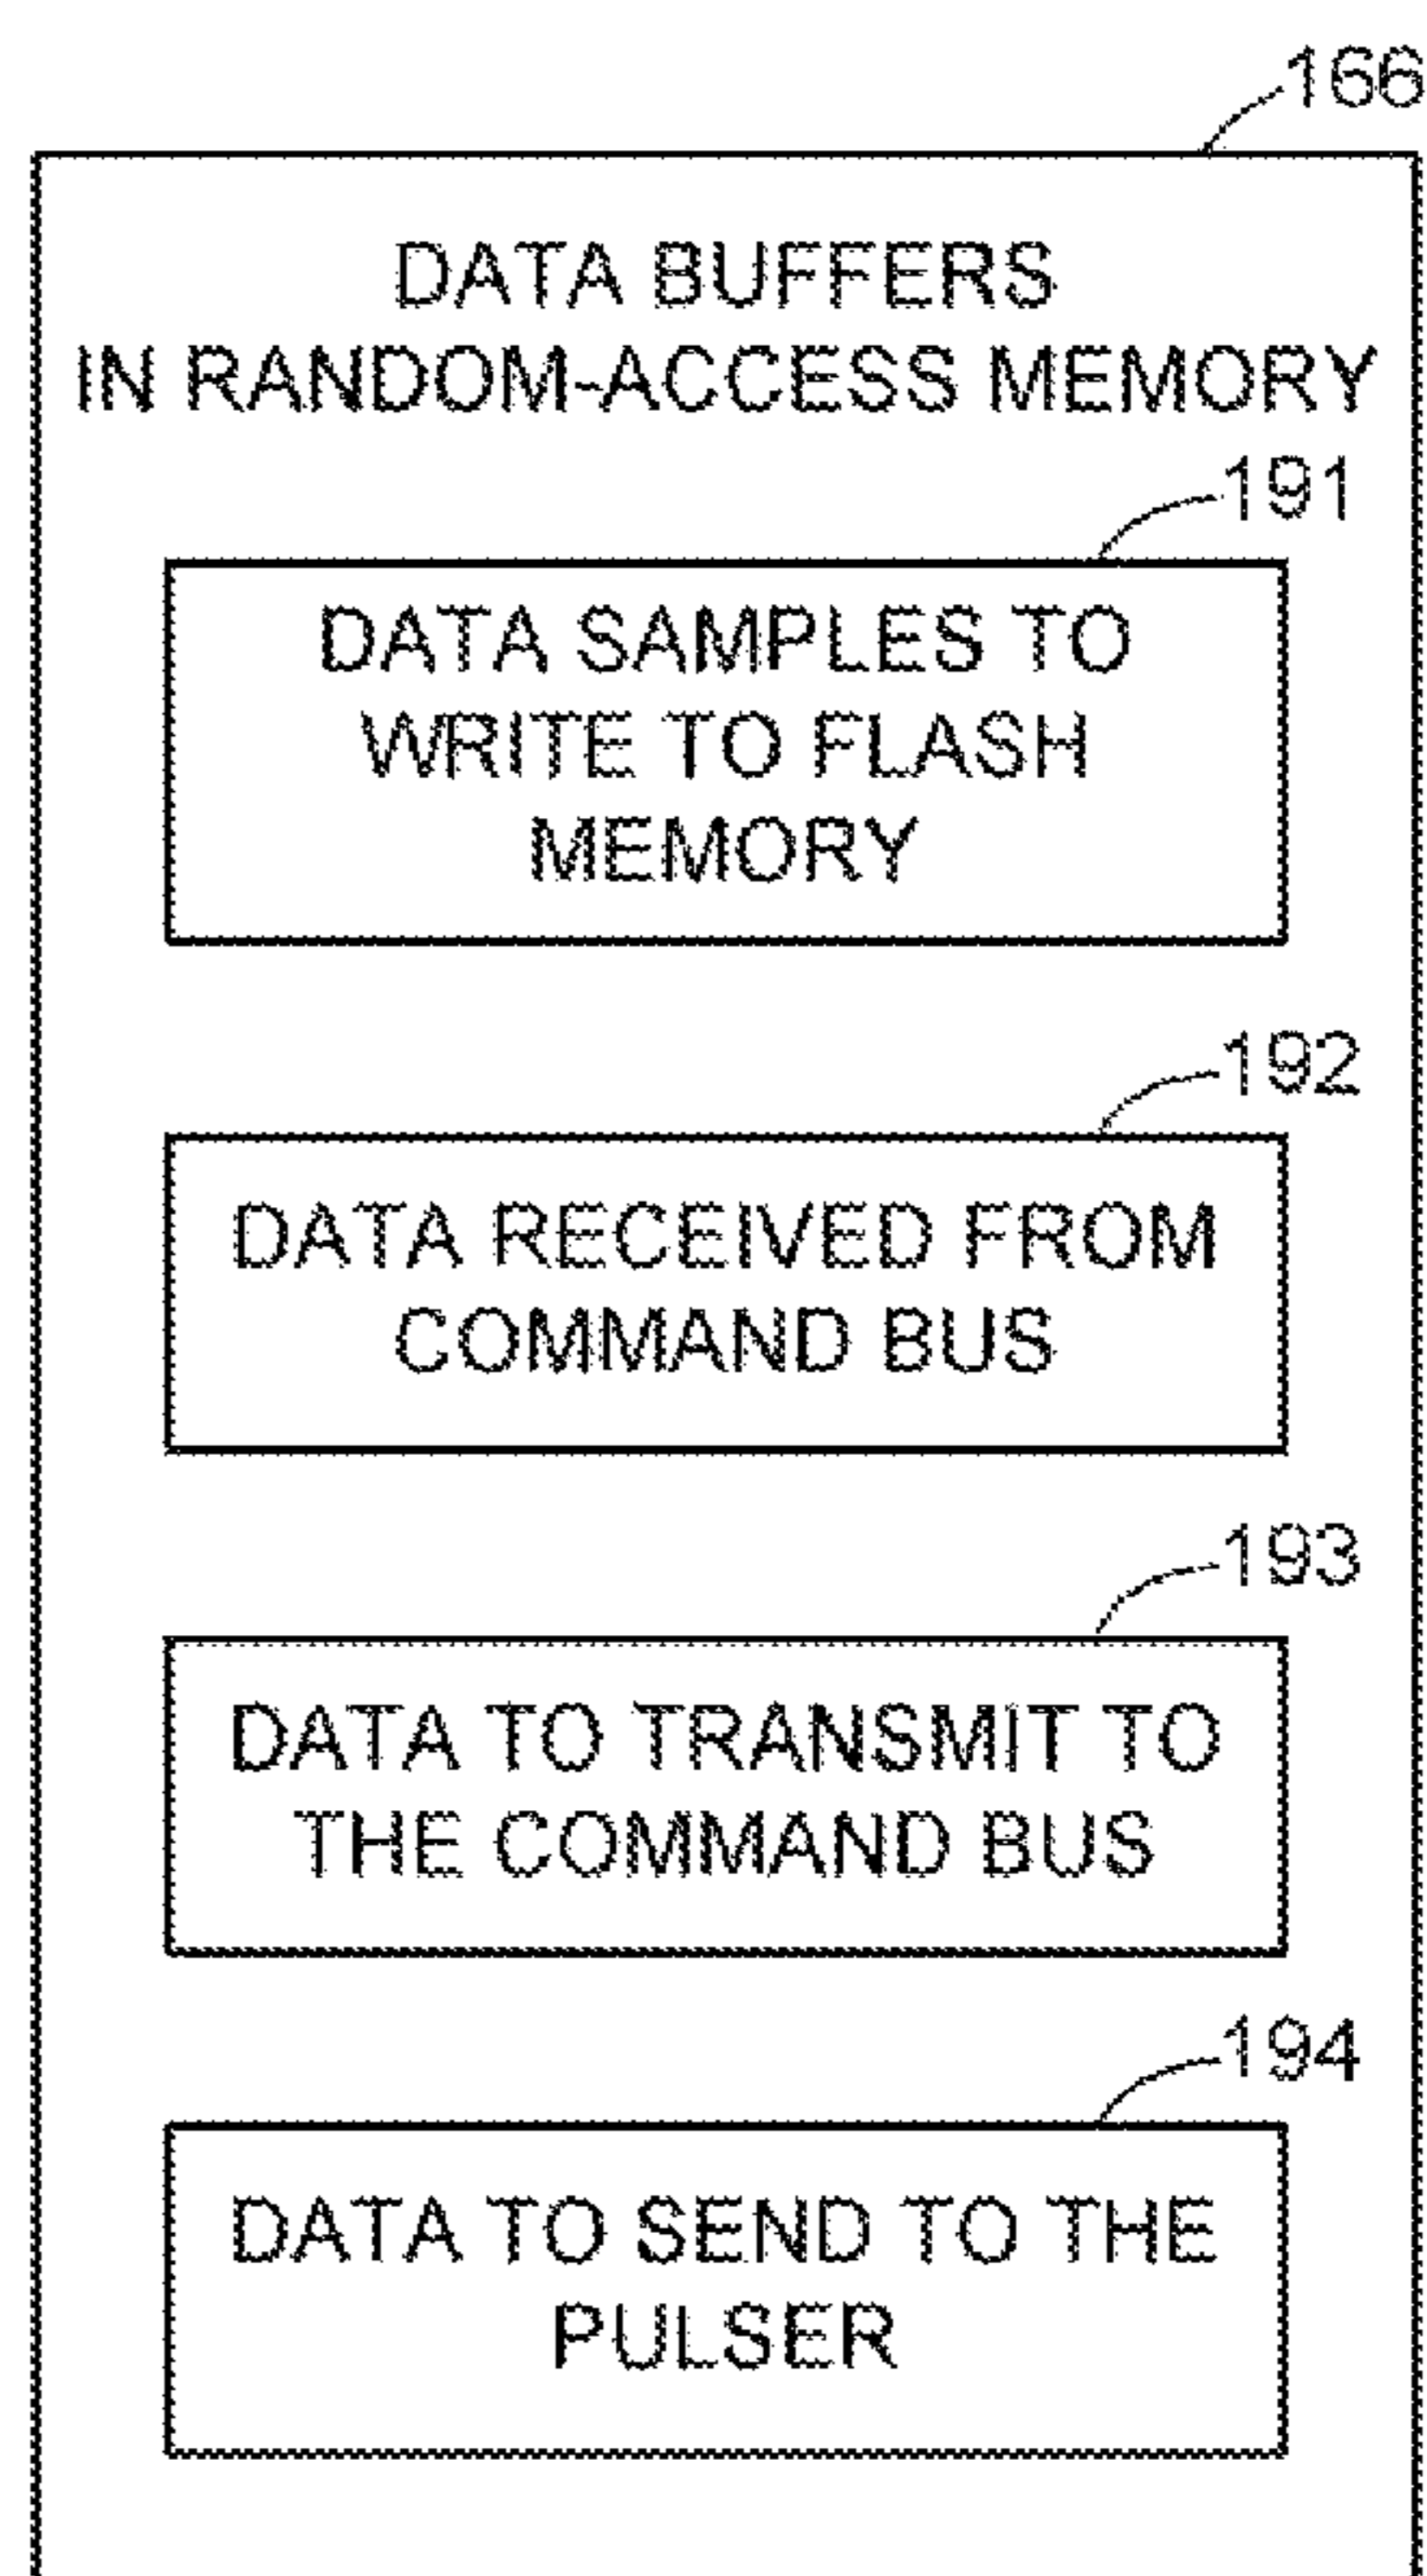 166
DATA BUFFERS
IN RANDOM-ACCESS MEMORY
191
DATA SAMPLES TO
WRITE TO FLASH
MEMORY
192
DATA RECEIVED FROM
COMMAND BUS
193
DATA TO TRANSMIT TO
THE COMMAND BUS
194
DATA TO SEND TO THE
PULSER